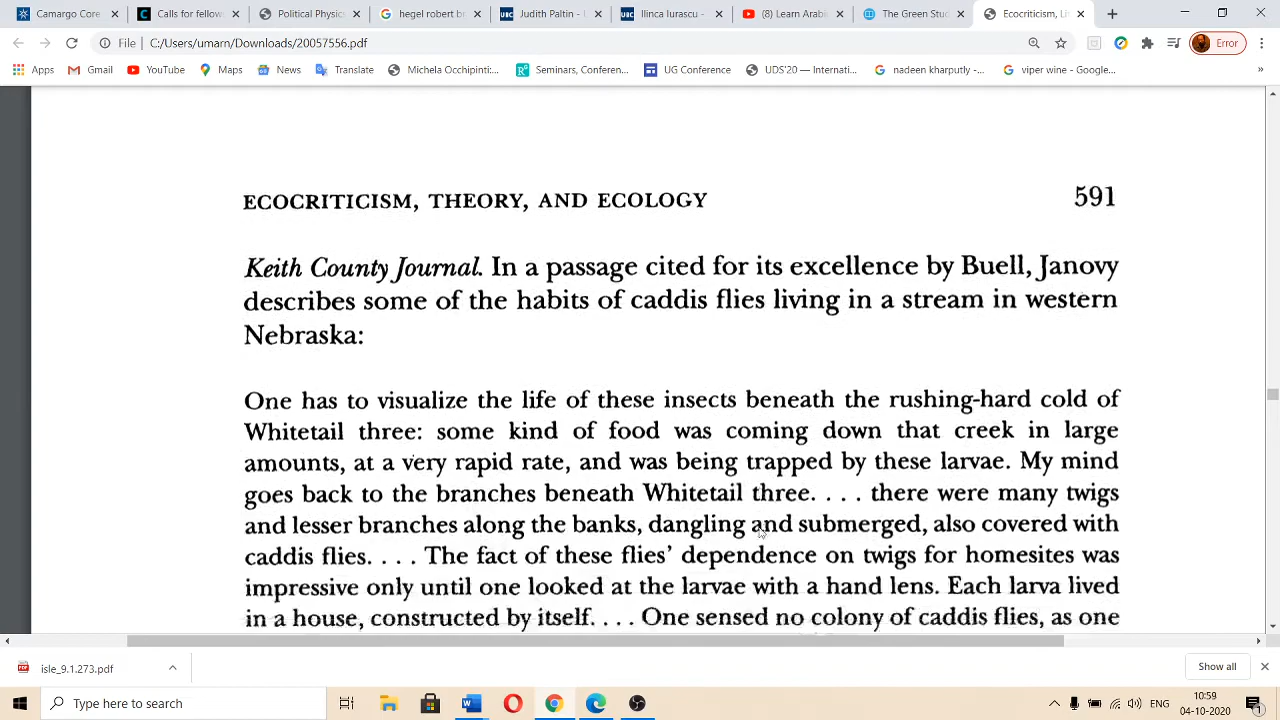 Camargo Core
Call for fellow
Political Physic
hegel robert be
Judith Paltin - D
Ilinca Iurascu -
(8) Learn Arabi
The Green Stu
Ecocriticism, Li
File | C:/Users/umarn/Downloads/20057556.pdf
Error
Apps
Gmail
YouTube
Maps
News
Translate
Michela Occhipinti:...
Seminars, Conferen...
UG Conference
UDS'20 — Internati...
nadeen kharputly -...
viper wine - Google...
»
ECOCRITICISM, THEORY, AND ECOLOGY 591
Keith County Journal. In a passage cited for its excellence by Buell, Janovy
describes some of the habits of caddis flies living in a stream in western
Nebraska:
One has to visualize the life of these insects beneath the rushing-hard cold of
Whitetail three: some kind of food was coming down that creek in large
amounts, at a very rapid rate, and was being trapped by these larvae. My mind
goes back to the branches beneath Whitetail three. . . . there were many twigs
and lesser branches along the banks, dangling and submerged, also covered with
caddis flies. . . . The fact of these flies' dependence on twigs for homesites was
impressive only until one looked at the larvae with a hand lens. Each larva lived
in a house, constructed by itself. . . . One sensed no colony of caddis flies, as one
isle_9.1.273.pdf
Show all
Type here to search
ENG
10:59
04-10-2020